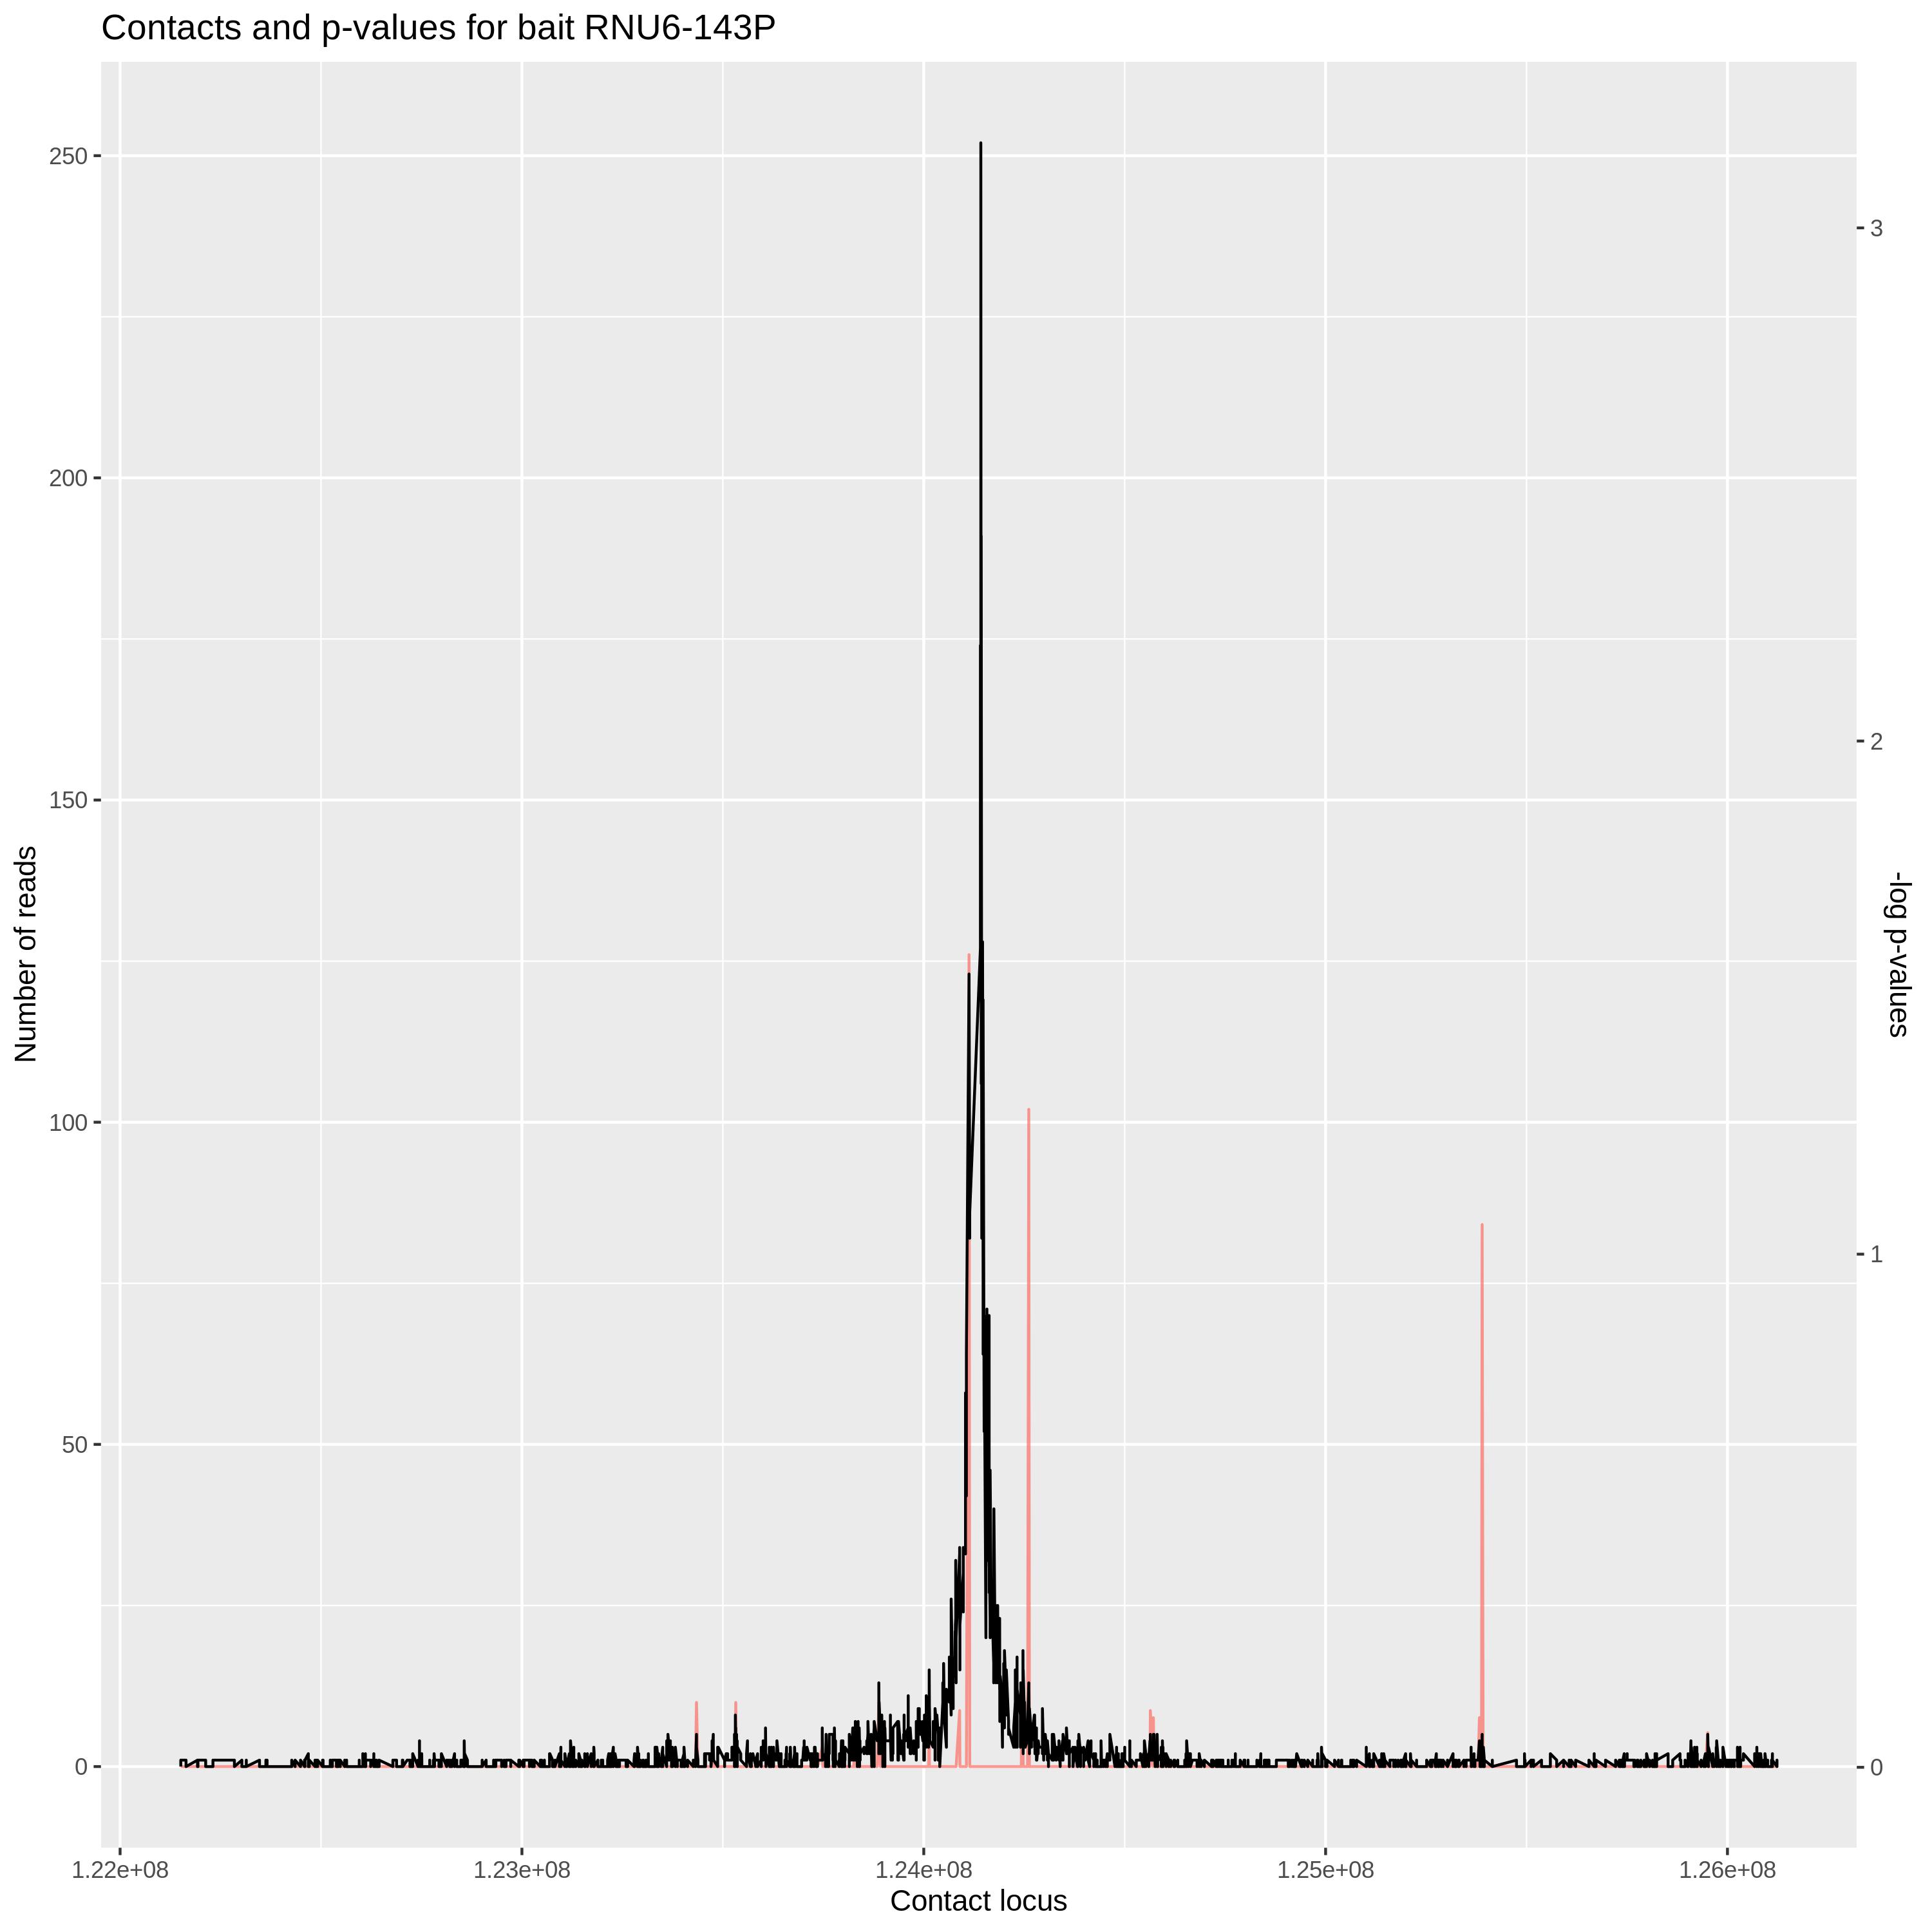 Contacts and p-values for bait RNU6-143P
250
200
150
100
50
0
Number of reads
3
2
1
0
-log p-values
1.22e+08 1.23e+08 1.24e+08 1.25e+08 1.26e+08
Contact locus